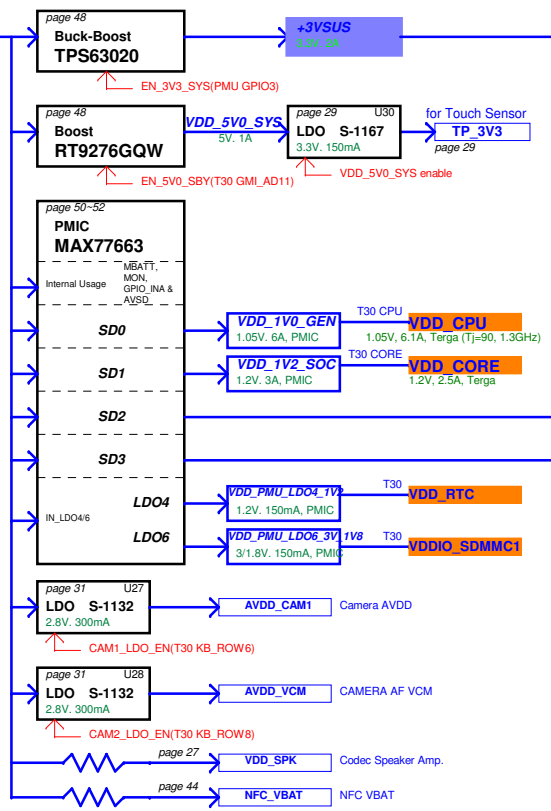 page 48
Buck-Boost
TPS63020
+3VSUS
3.3V. 2A
EN_3V3_SYS(PMU GPIO3)
page 48
Boost
RT9276GQW
VDD_5V0_SYS
5V. 1A
page 29 U30
LDO S-1167
3.3V. 150mA
for Touch Sensor
TP_3V3
page 29
EN_5V0_SBY(T30 GMI_AD11)
VDD_5V0_SYS enable
page 50~52
PMIC
MAX77663
Internal Usage
MBATT,
MON,
GPIO_INA &
AVSD
SD0
VDD_1V0_GEN
1.05V. 6A, PMIC
T30 CPU
VDD_CPU
1.05V, 6.1A, Terga (Tj=90, 1.3GHz)
SD1
VDD_1V2_SOC
1.2V. 3A, PMIC
T30 CORE
VDD_CORE
1.2V, 2.5A, Terga
SD2
SD3
IN_LDO4/6
LDO4
VDD_PMU_LDO4_1V2
1.2V. 150mA, PMIC
T30
VDD_RTC
LDO6
VDD_PMU_LDO6_3V_1V8
3/1.8V. 150mA, PMIC
T30
VDDIO_SDMMC1
page 31 U27
LDO S-1132
2.8V. 300mA
AVDD_CAM1
Camera AVDD
CAM1_LDO_EN(T30 KB_ROW6)
page 31 U28
LDO S-1132
2.8V. 300mA
AVDD_VCM
CAMERA AF VCM
CAM2_LDO_EN(T30 KB_ROW8)
page 27
VDD_SPK
Codec Speaker Amp.
page 44
NFC_VBAT
NFC VBAT